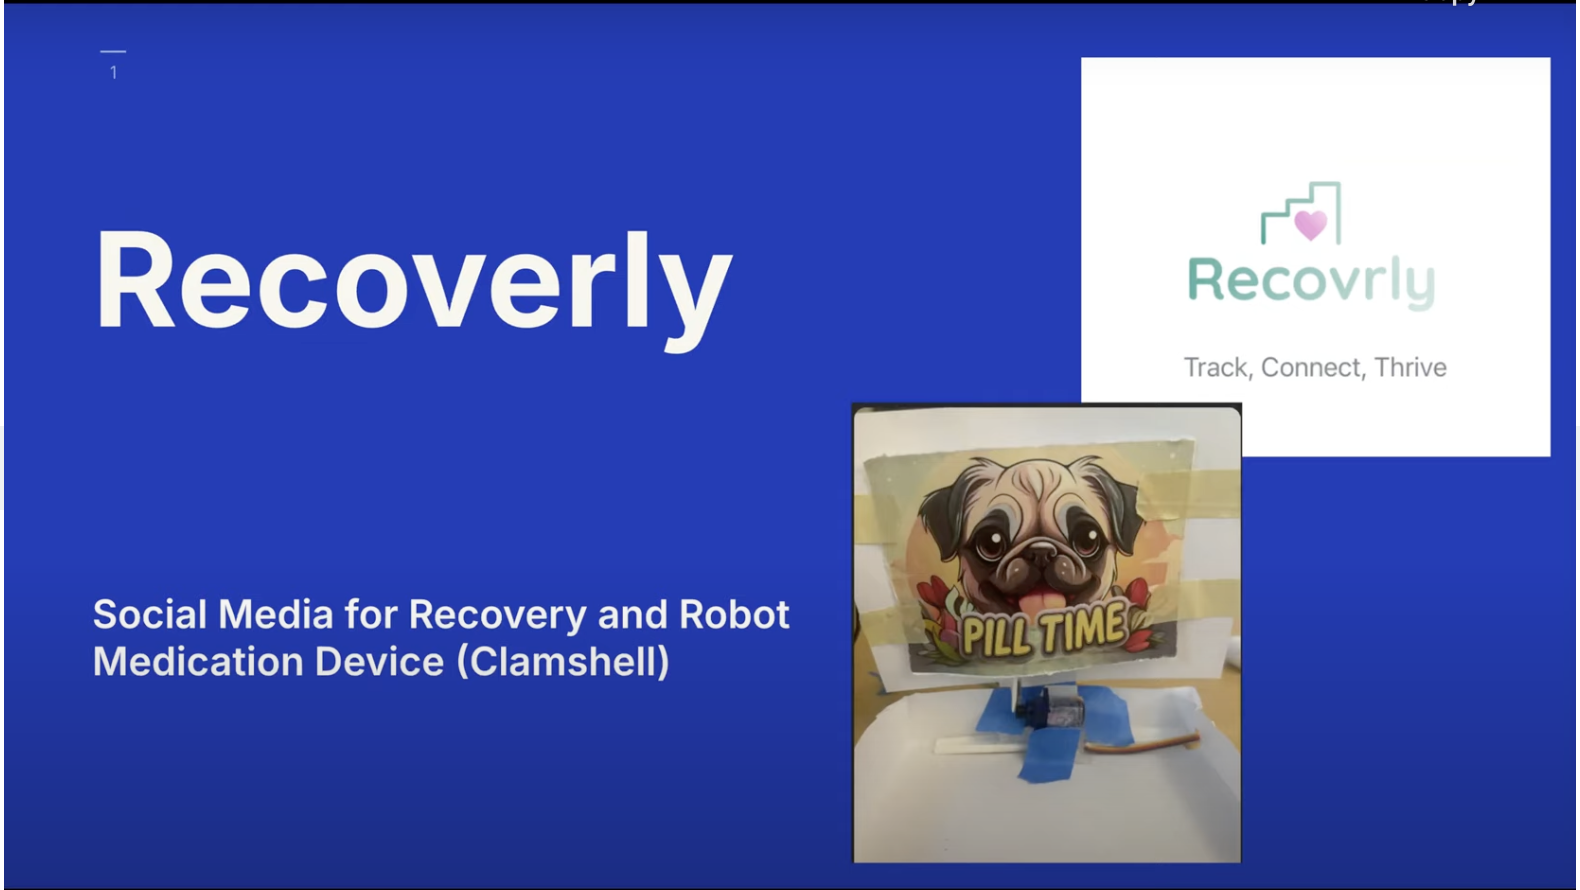 1
Recoverly
Recovrly
Track, Connect, Thrive
Social Media for Recovery and Robot
Medication Device (Clamshell)
PILL TIME